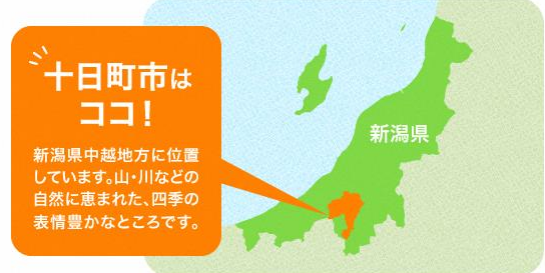 十日町市は
ココ！
新潟県中越地方に位置
しています。山・川などの
自然に恵まれた、四季の
表情豊かなところです。
新潟県